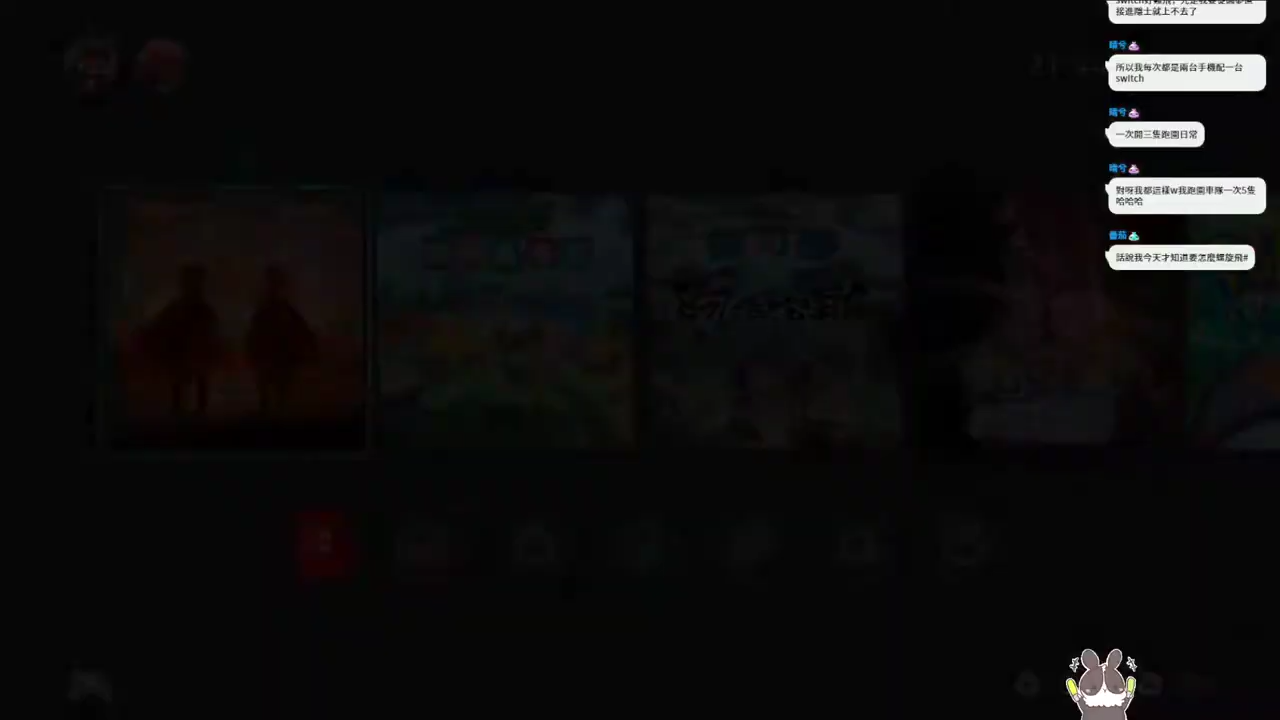 接進隱士就上不去了
晴兮
所以我每次都是兩台手機配一台
switch
晴兮
一次開三隻跑圖日常
晴兮
對呀我都這樣w我跑圖車隊一次5隻
哈哈哈
番茄
話說我今天才知道要怎麼螺旋飛#